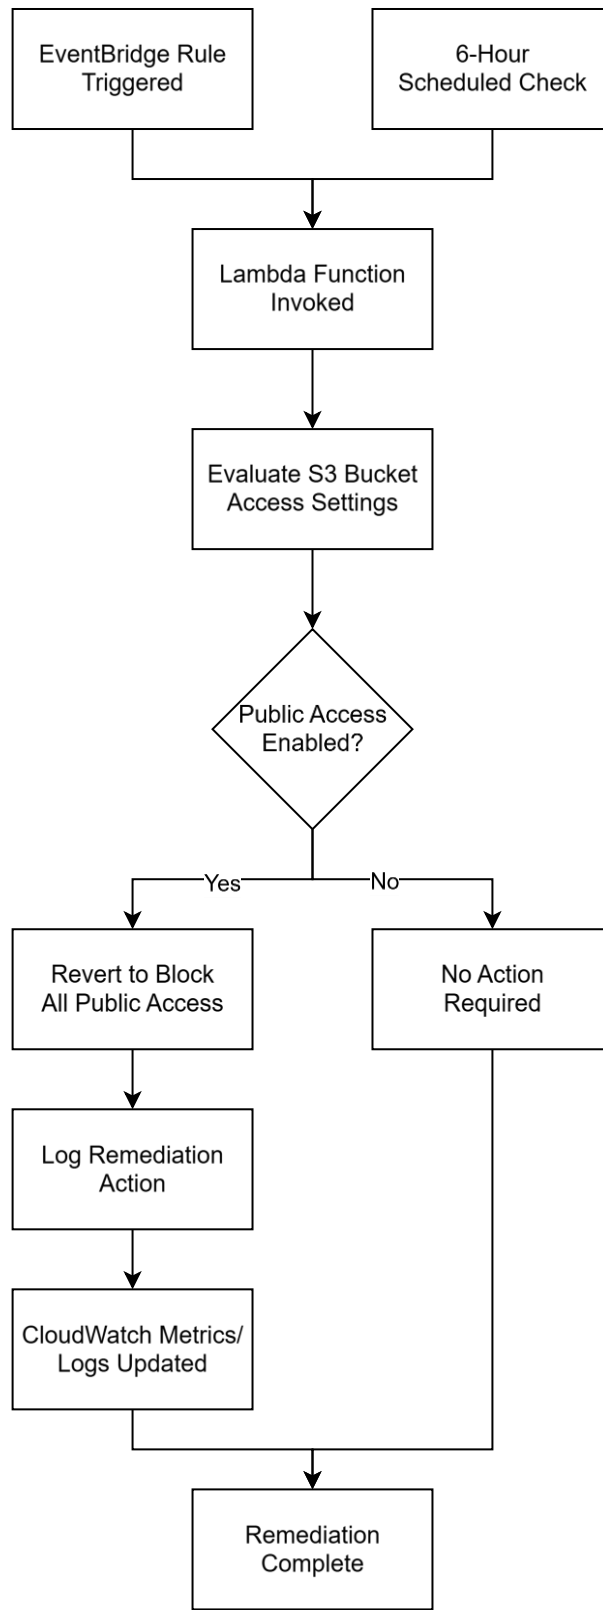 EventBridge Rule
Triggered
6-Hour
Scheduled Check
Lambda Function
Invoked
Evaluate S3 Bucket
Access Settings
Public Access
Enabled?
Yes
No
Revert to Block
All Public Access
No Action
Required
Log Remediation
Action
CloudWatch Metrics/
Logs Updated
Remediation
Complete